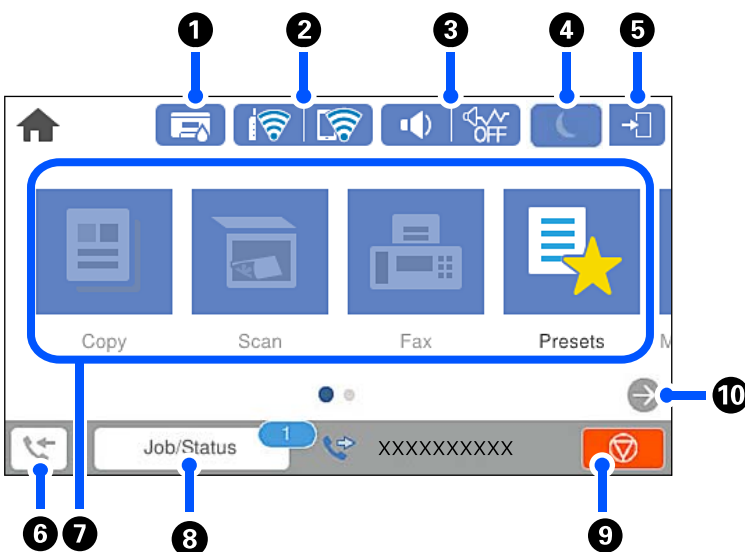 1 2 3 4 5
OFF
Copy Scan Fax Presets M
10
Job/Status 1 XXXXXXXXXX
6 7 8 9